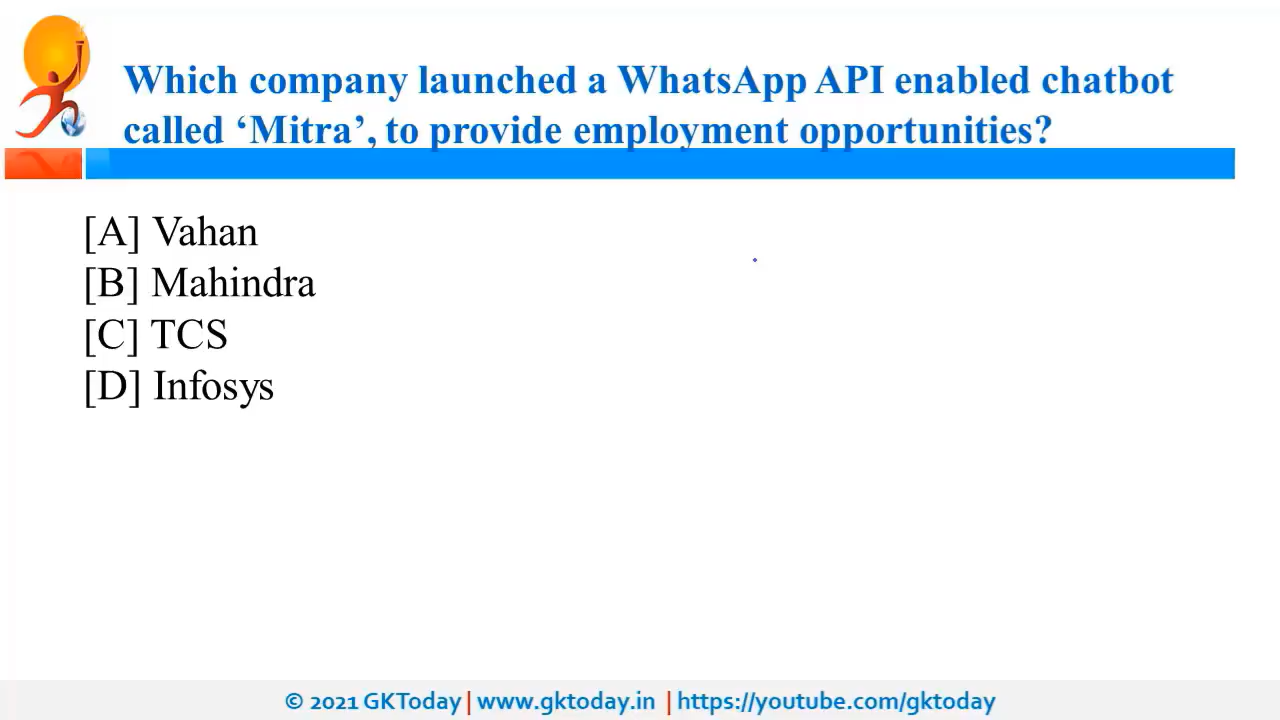 Which company launched a WhatsApp API enabled chatbot
called ‘Mitra’, to provide employment opportunities?
[A] Vahan
[B] Mahindra
[C] TCS
[D] Infosys
© 2021 GKToday | www.gktoday.in | https://youtube.com/gktoday